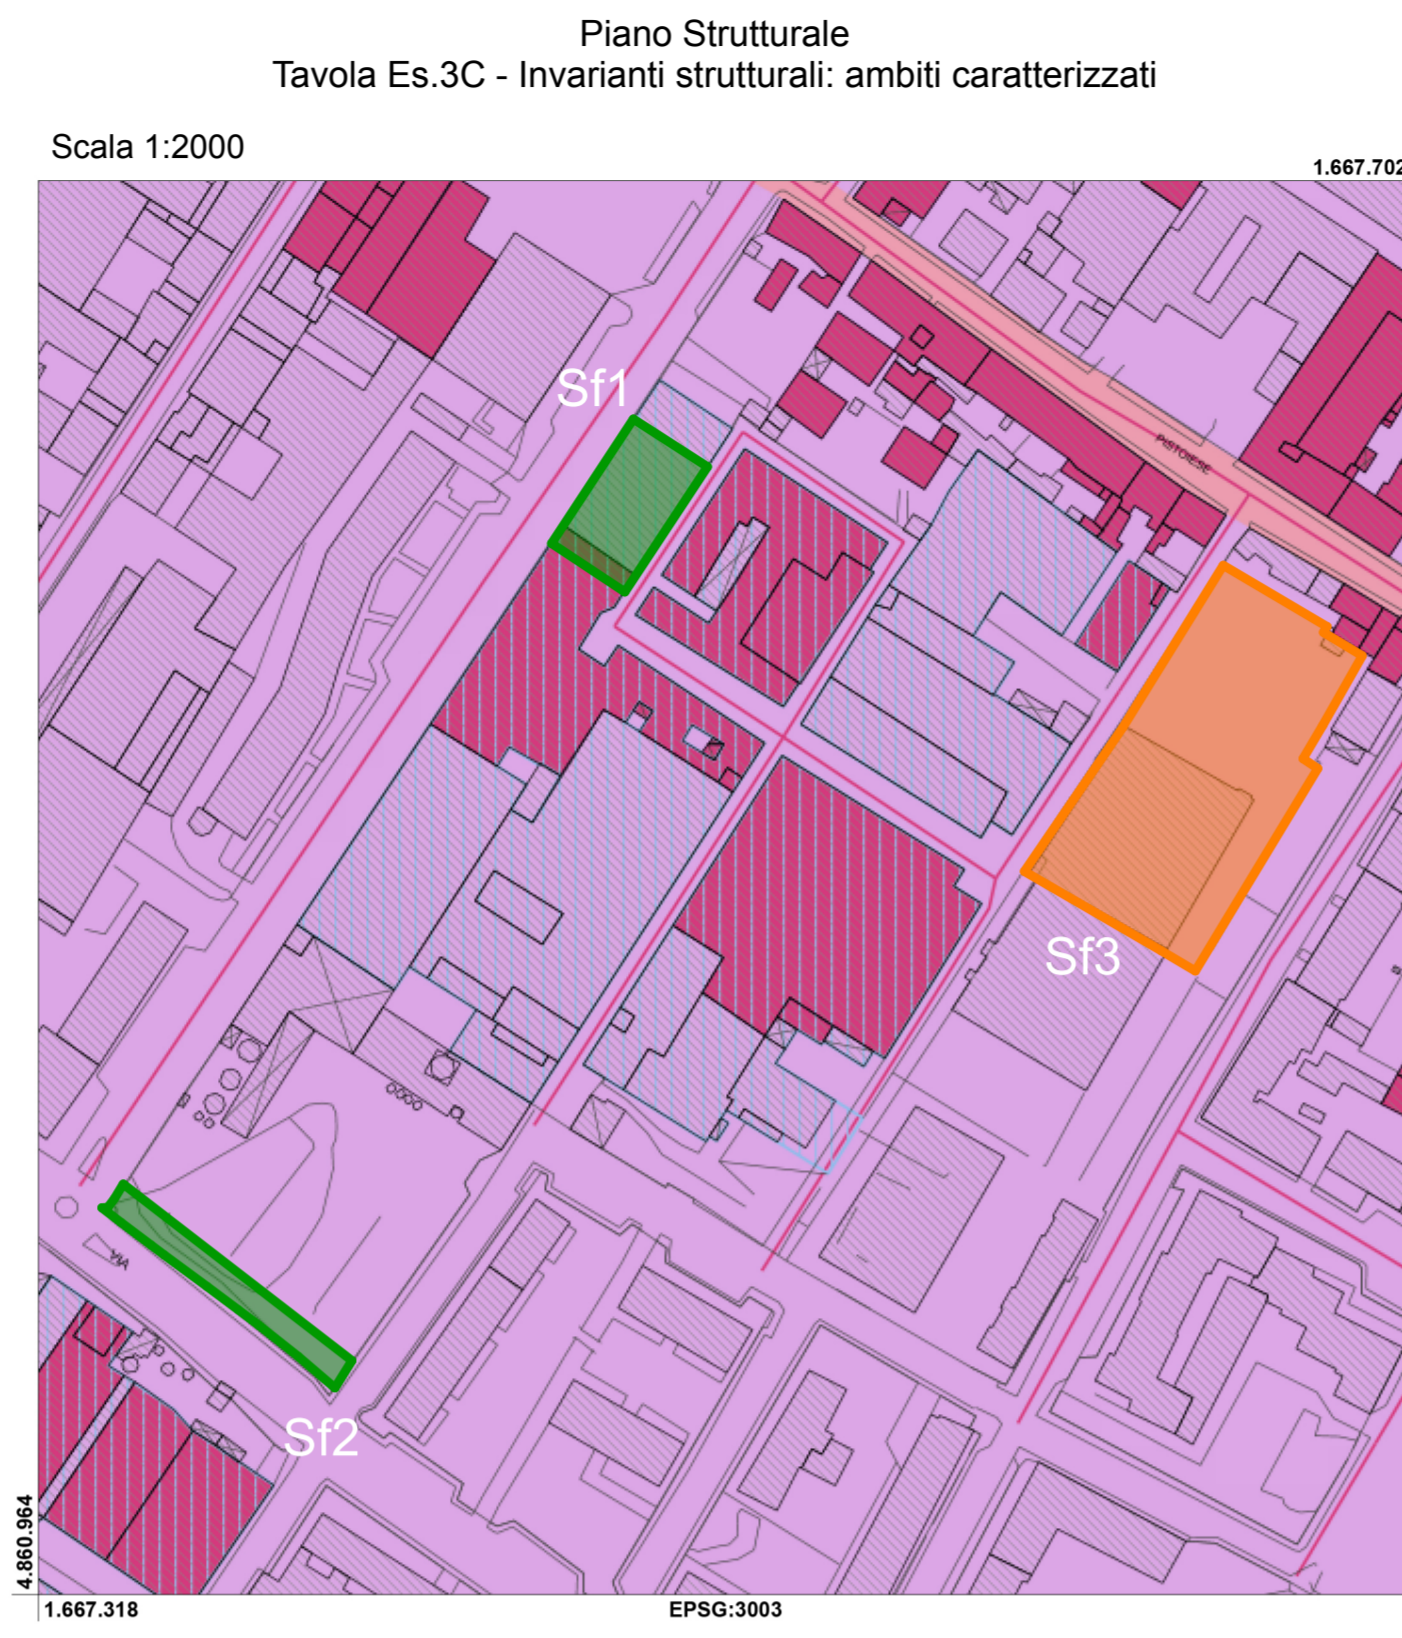 Piano Strutturale
Tavola Es.3C - Invarianti strutturali: ambiti caratterizzati
Scala 1:2000
1.667.702
Sf1
PISTOIESE
Sf3
VIA
Sf2
4.860.964
1.667.318
EPSG:3003